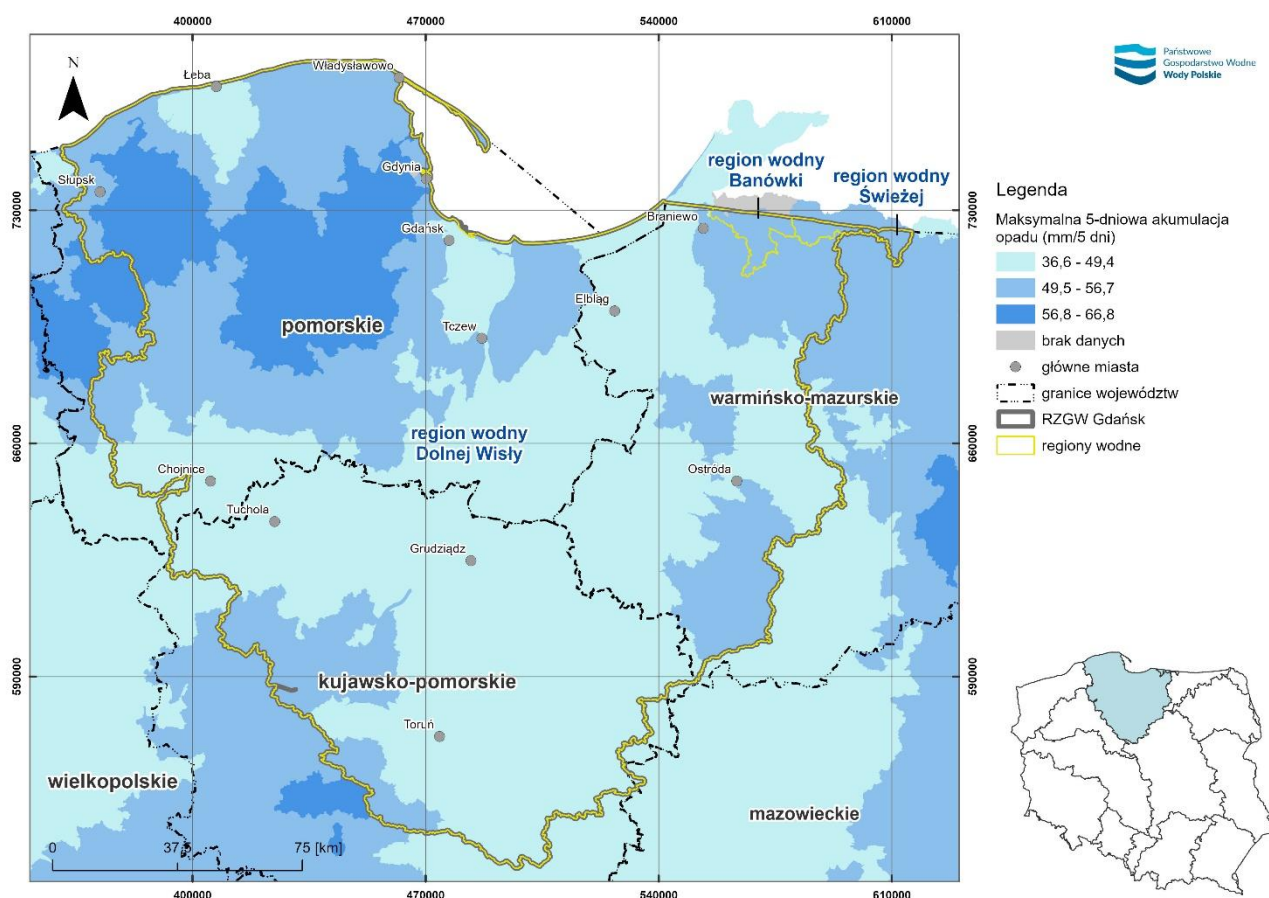 400000
470000
540000
610000
N
Łeba
Władysławowo
Państwowe
Gospodarstwo Wodne
Wody Polskie
region wodny
Banówki
region wodny
Świeżej
Gdynia
Słupsk
Legenda
730000
730000
Braniewo
Maksymalna 5-dniowa akumulacja
opadu (mm/5 dni)
Gdańsk
36,6 - 49,4
49,5 - 56,7
Elbląg
56,8 - 66,8
pomorskie
Tczew
brak danych
główne miasta
granice województw
warmińsko-mazurskie
RZGW Gdańsk
region wodny
Dolnej Wisły
regiony wodne
660000
660000
Chojnice
Ostróda
Tuchola
Grudziądz
590000
590000
kujawsko-pomorskie
Toruń
wielkopolskie
mazowieckie
0
37,5
75 [km]
400000
470000
540000
610000